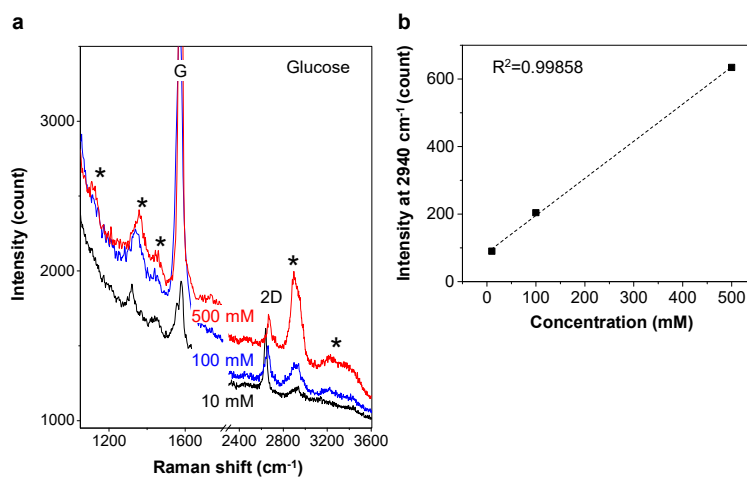 a
3000
2000
1000
Intensity (count)
G
Glucose
*
*
*
*
*
2D
500 mM
100 mM
10 mM
1200
1600
2400
2800
3200
3600
Raman shift (cm⁻¹)
b
600
400
200
0
Intensity at 2940 cm⁻¹ (count)
R²=0.99858
0
100
200
300
400
500
Concentration (mM)